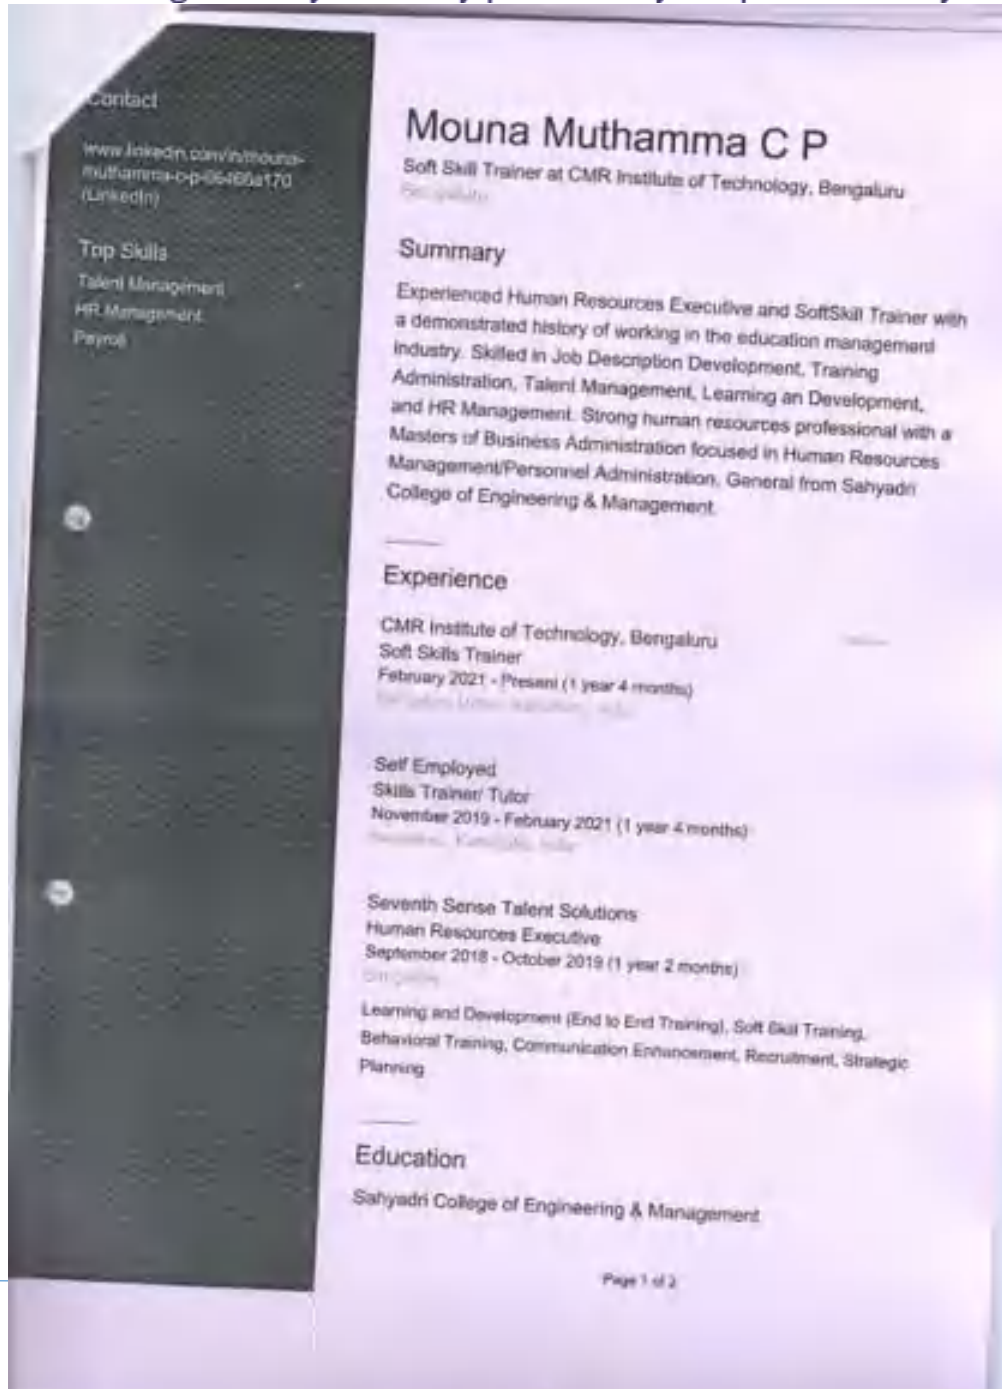 Contact
www.linkedin.com/in/mouna-
muthamma-c-p-06466a170
(LinkedIn)
Top Skills
Talent Management
HR Management
Payroll
Mouna Muthamma C P
Soft Skill Trainer at CMR Institute of Technology, Bengaluru
Bengaluru
Summary
Experienced Human Resources Executive and SoftSkill Trainer with
a demonstrated history of working in the education management
industry. Skilled in Job Description Development, Training
Administration, Talent Management, Learning an Development,
and HR Management. Strong human resources professional with a
Masters of Business Administration focused in Human Resources
Management/Personnel Administration, General from Sahyadri
College of Engineering & Management.
Experience
CMR Institute of Technology, Bengaluru
Soft Skills Trainer
February 2021 - Present (1 year 4 months)
Self Employed
Skills Trainer/ Tutor
November 2019 - February 2021 (1 year 4 months)
Seventh Sense Talent Solutions
Human Resources Executive
September 2018 - October 2019 (1 year 2 months)
Learning and Development (End to End Training), Soft Skill Training,
Behavioral Training, Communication Enhancement, Recruitment, Strategic
Planning
Education
Sahyadri College of Engineering & Management
Page 1 of 2